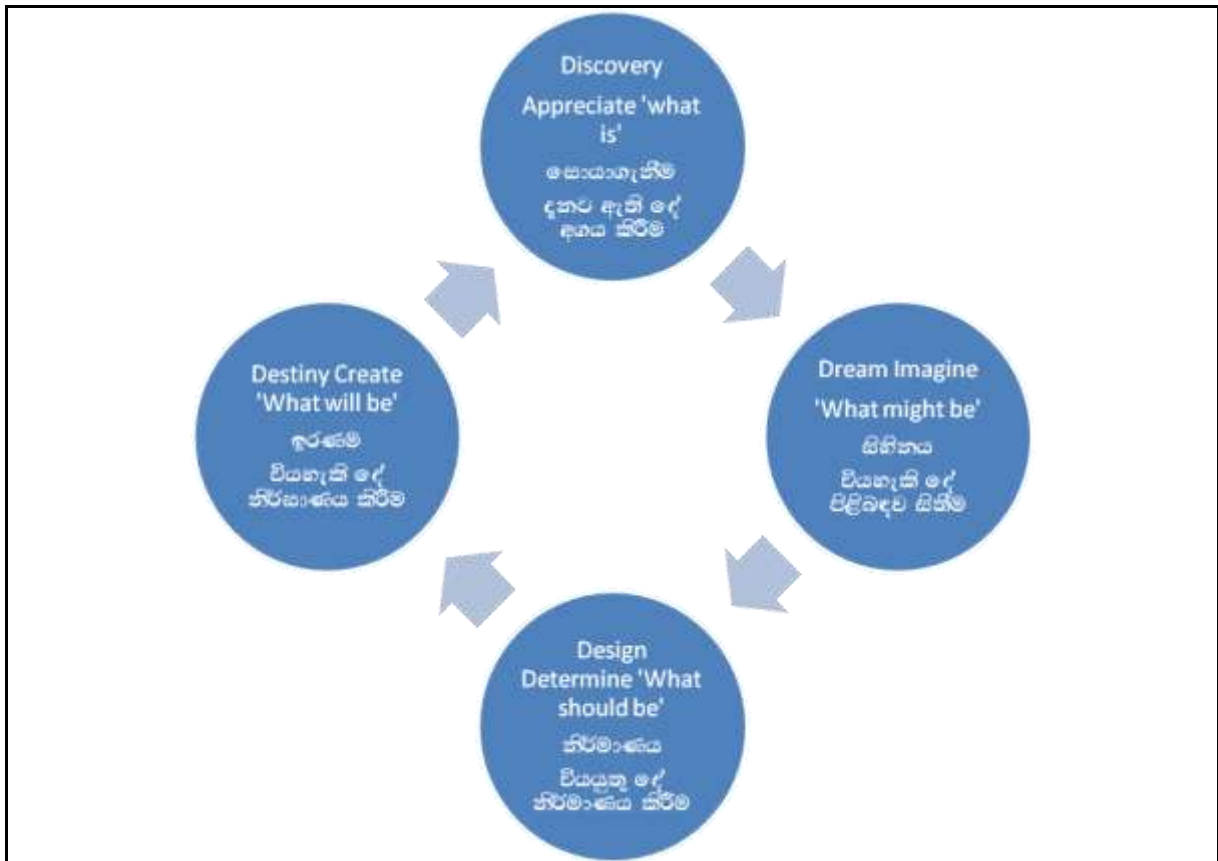 Discovery
Appreciate 'what
is'
සොයාගැනීම
දැනට ඇති දේ
අගය කිරීම
Dream Imagine
'What might be'
සිහිනය
වියහැකි දේ
පිළිබඳව සිතීම
Design
Determine 'What
should be'
නිර්මාණය
වියයුතු දේ
නිර්මාණය කිරීම
Destiny Create
'What will be'
ඉරණම
වියහැකි දේ
නිර්සාණය කිරීම